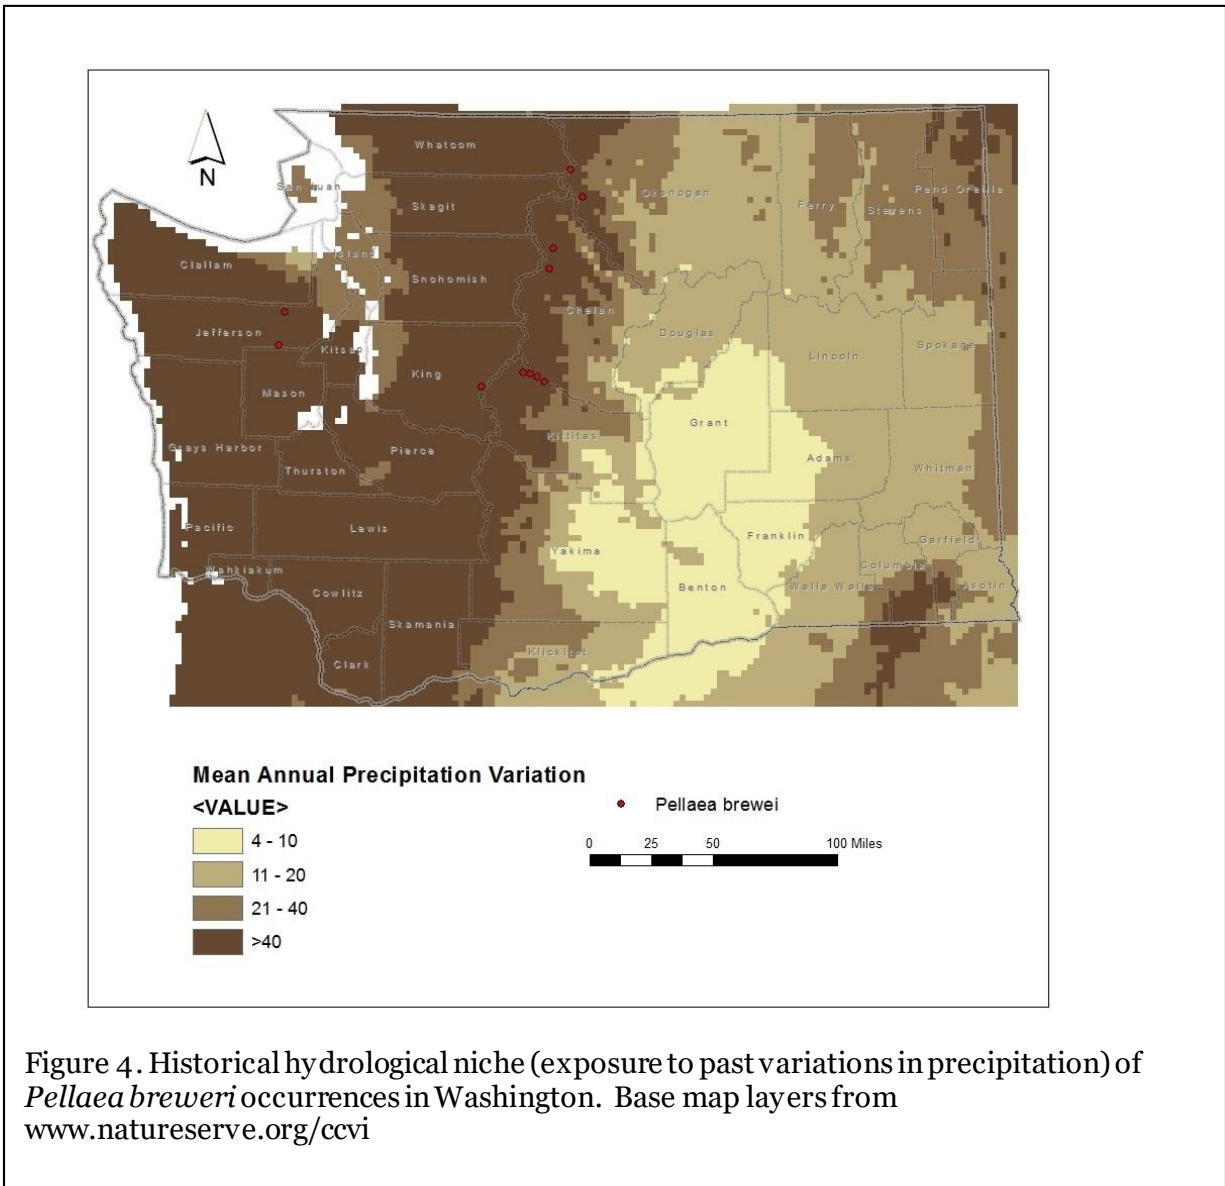 N
Whatcom
San Juan
Skagit
Okanogan
Ferry
Stevens
Pend Oreille
Island
Clallam
Snohomish
Chelan
Jefferson
Kitsap
Douglas
Lincoln
Spokane
King
Mason
Grant
Grays Harbor
Kittitas
Pierce
Adams
Whitman
Thurston
Pacific
Lewis
Yakima
Franklin
Garfield
Wahkiakum
Columbia
Cowlitz
Benton
Walla Walla
Asotin
Skamania
Clark
Klickitat
Mean Annual Precipitation Variation
<VALUE>
4 - 10
11 - 20
21 - 40
>40
Pellaea brewei
0 25 50 100 Miles
Figure 4. Historical hydrological niche (exposure to past variations in precipitation) of
Pellaea breweri occurrences in Washington. Base map layers from
www.natureserve.org/ccvi